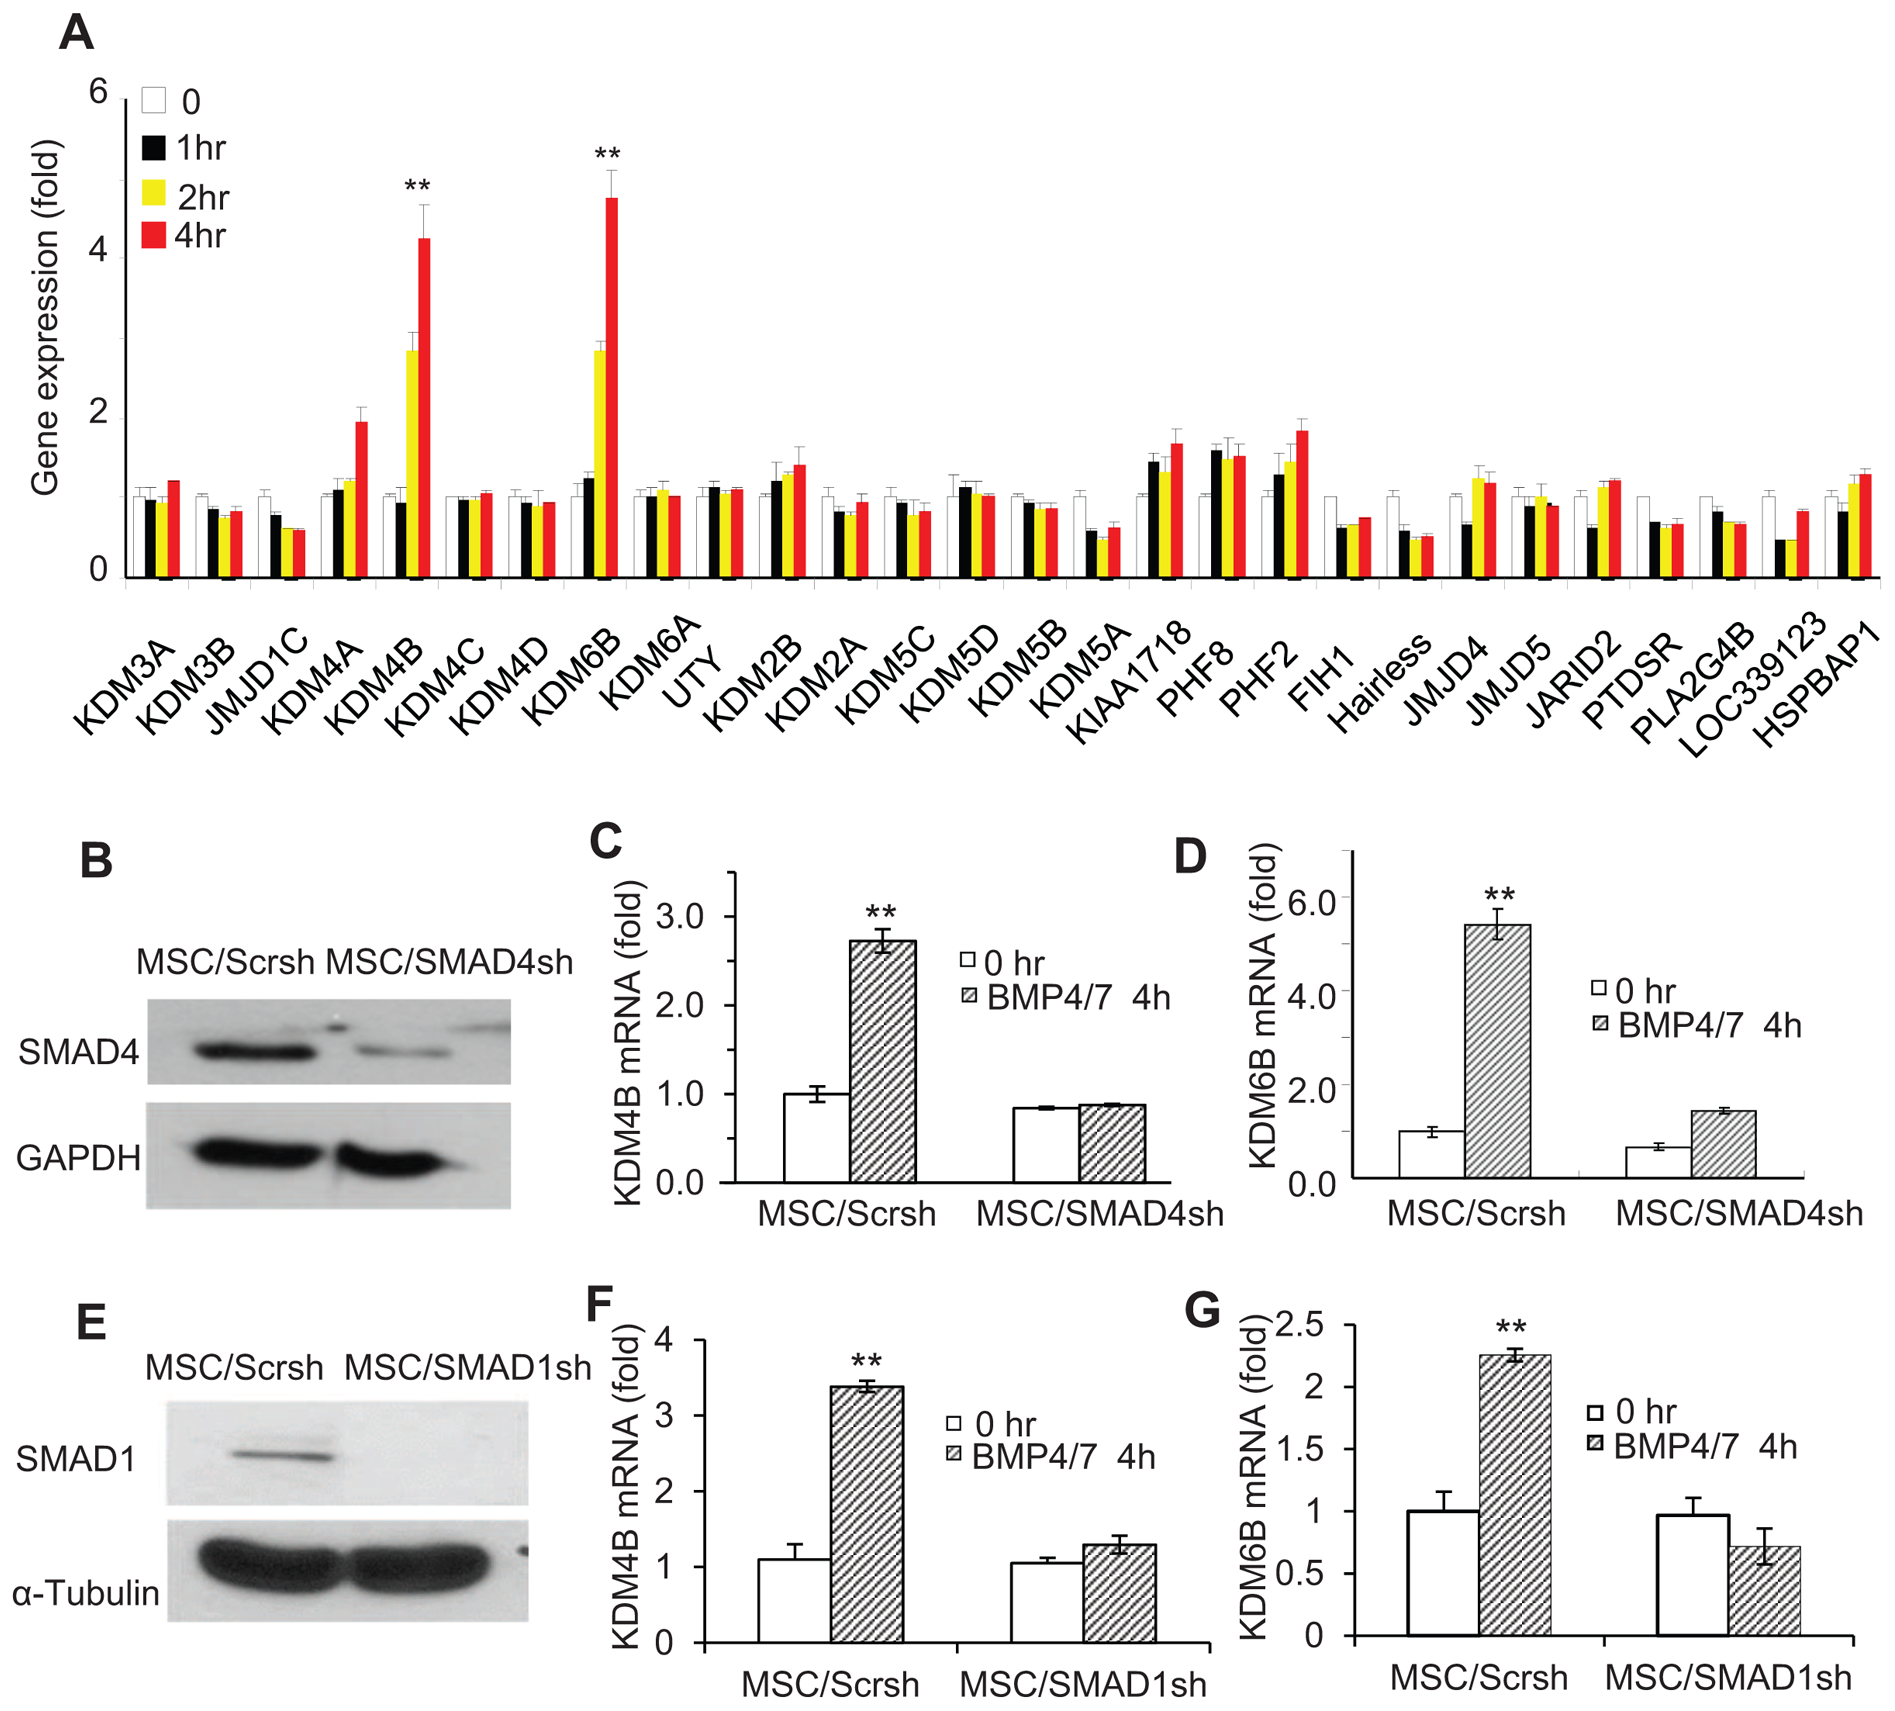 A
Gene expression (fold)
6
4
2
0
0
1hr
2hr
4hr
**
**
KDM3A
KDM3B
JMJD1C
KDM4A
KDM4B
KDM4C
KDM4D
KDM6B
KDM6A
UTY
KDM2B
KDM2A
KDM5C
KDM5D
KDM5B
KDM5A
KIAA1718
PHF8
PHF2
FIH1
Hairless
JMJD4
JMJD5
JARID2
PTDSR
PLA2G4B
LOC339123
HSPBAP1
B
MSC/Scrsh MSC/SMAD4sh
SMAD4
GAPDH
C
KDM4B mRNA (fold)
3.0
2.0
1.0
0.0
**
0 hr
BMP4/7 4h
MSC/Scrsh MSC/SMAD4sh
D
KDM6B mRNA (fold)
6.0
4.0
2.0
0.0
**
0 hr
BMP4/7 4h
MSC/Scrsh MSC/SMAD4sh
E
MSC/Scrsh MSC/SMAD1sh
SMAD1
α-Tubulin
F
KDM4B mRNA (fold)
4
3
2
1
0
**
0 hr
BMP4/7 4h
MSC/Scrsh MSC/SMAD1sh
G
KDM6B mRNA (fold)
2.5
2
1.5
1
0.5
0
**
0 hr
BMP4/7 4h
MSC/Scrsh MSC/SMAD1sh